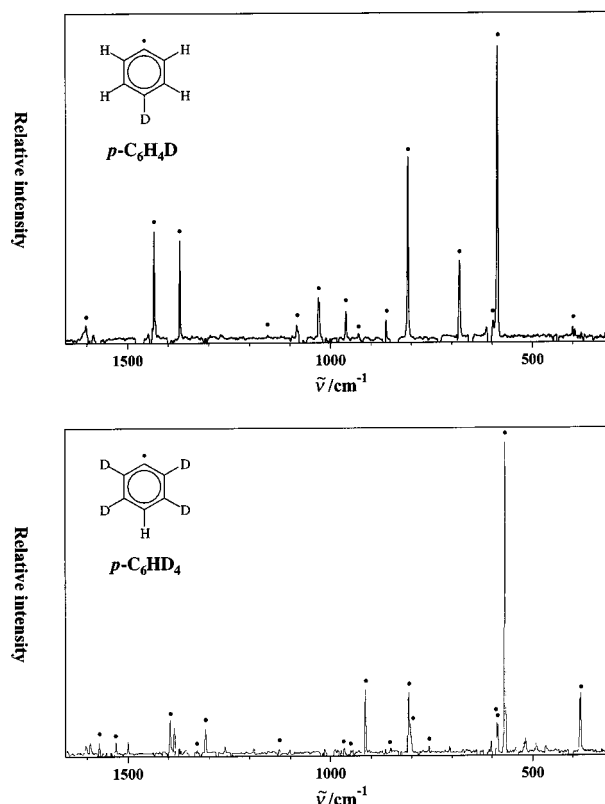 Relative intensity
H
H
H
H
D
p-C₆H₄D
1500
1000
500
ν̃/cm⁻¹
Relative intensity
D
D
D
D
H
p-C₆HD₄
1500
1000
500
ν̃/cm⁻¹